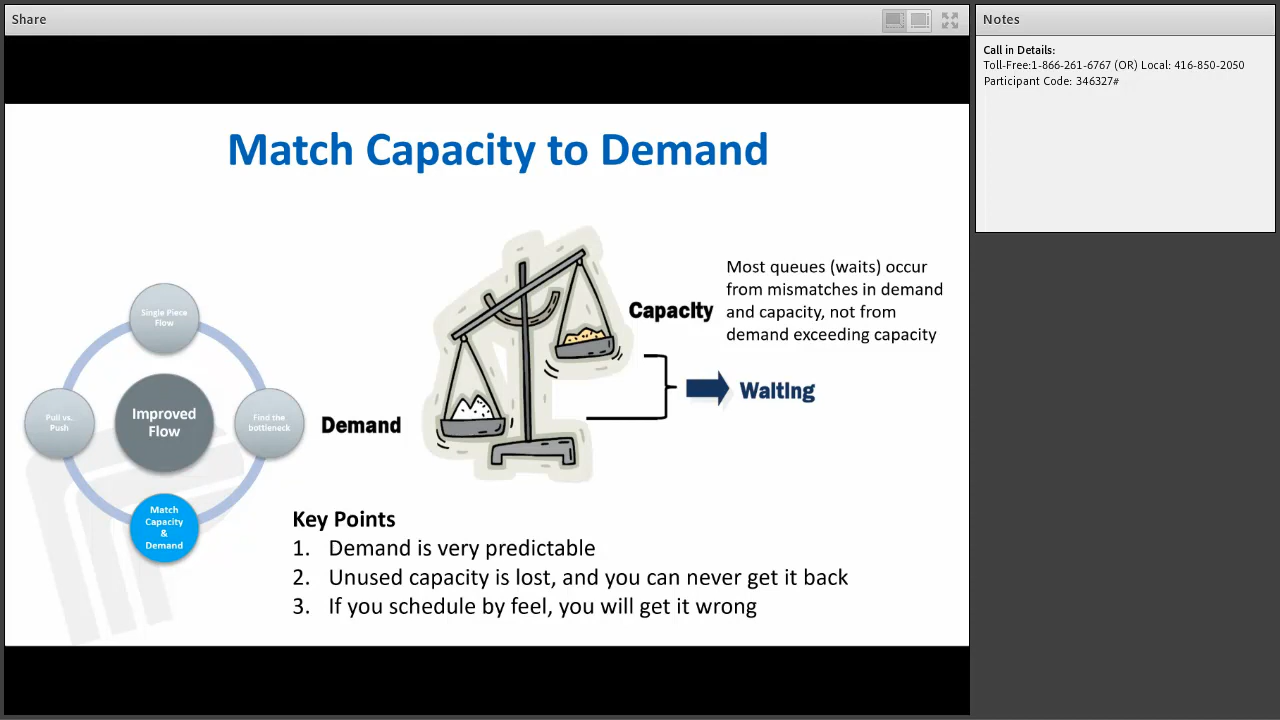 Share
Notes
Call in Details:
Toll-Free:1-866-261-6767 (OR) Local: 416-850-2050
Participant Code: 346327#
Match Capacity to Demand
Single Piece
Flow
Pull vs.
Push
Improved
Flow
Find the
bottleneck
Match
Capacity
&
Demand
Demand
Capacity
Most queues (waits) occur
from mismatches in demand
and capacity, not from
demand exceeding capacity
Waiting
Key Points
1. Demand is very predictable
2. Unused capacity is lost, and you can never get it back
3. If you schedule by feel, you will get it wrong